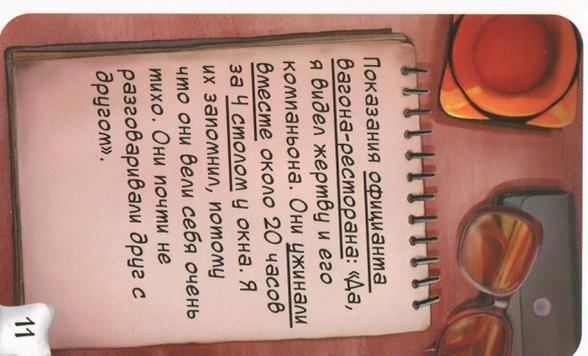 Показания официанта
вагона-ресторана: «Да,
я видел жертву и его
компаньона. Они ужинали
вместе около 20 часов
за 4 столом у окна. Я
их запомнил, потому
что они вели себя очень
тихо. Они почти не
разговаривали друг с
другом».
11